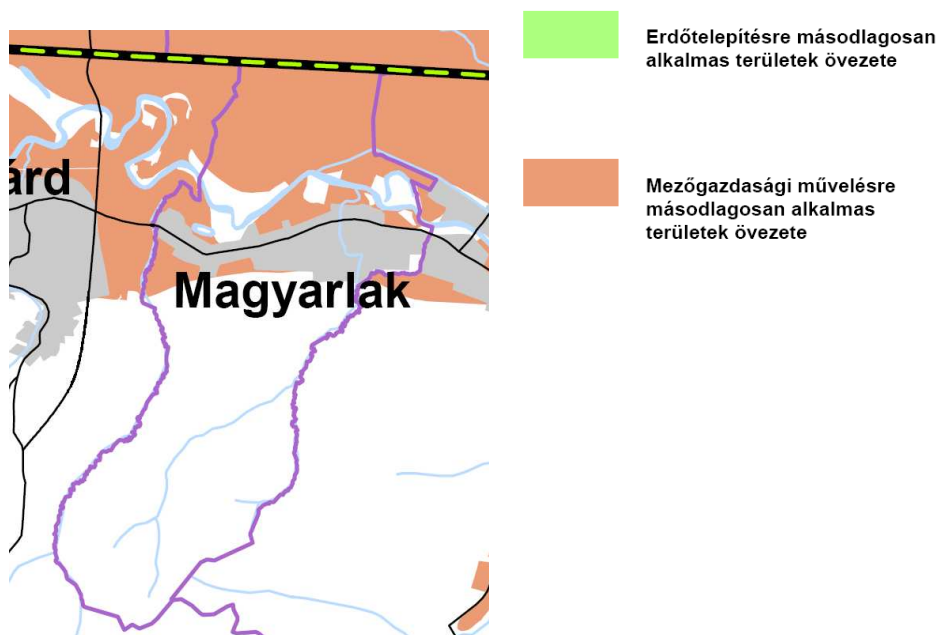 Erdőtelepítésre másodlagosan
alkalmas területek övezete
árd
Mezőgazdasági művelésre
másodlagosan alkalmas
területek övezete
Magyarlak